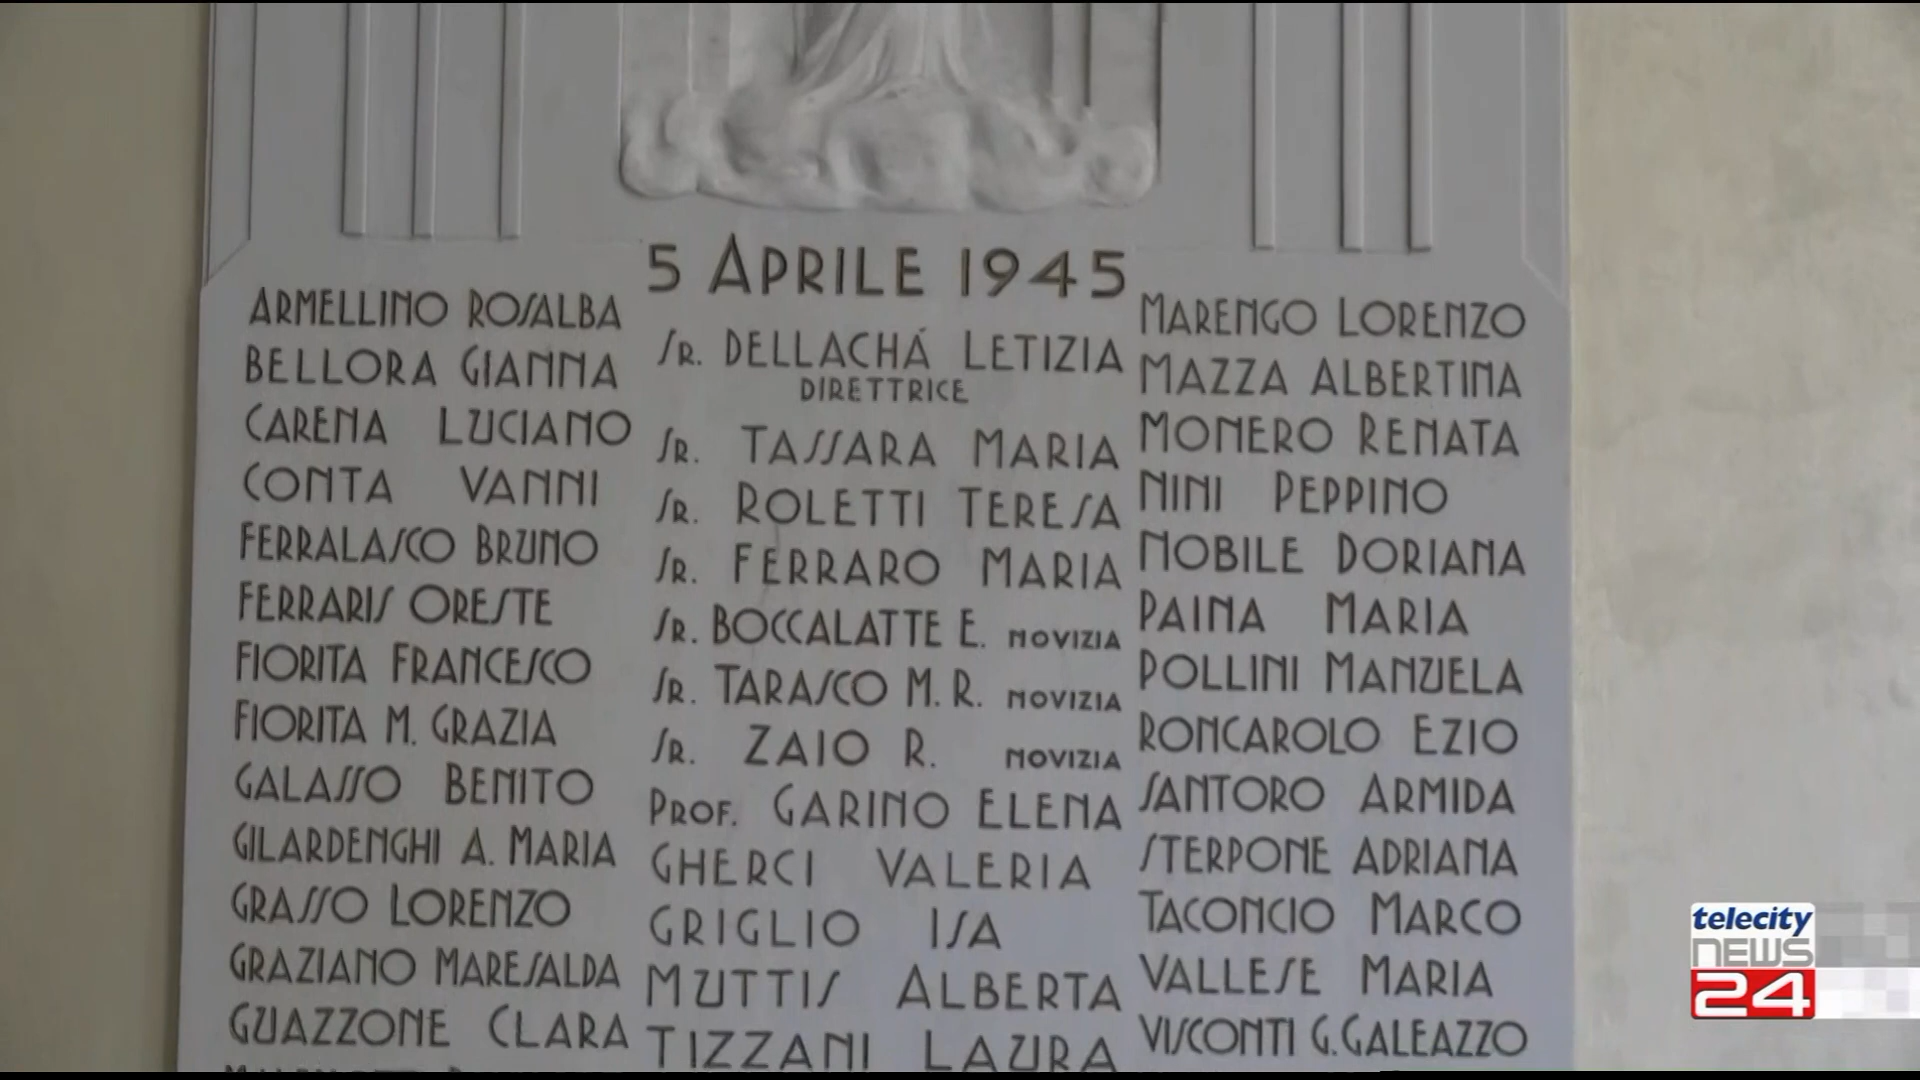 5 APRILE 1945
ARMELLINO ROSALBA
BELLORA GIANNA
CARENA LUCIANO
CONTA VANNI
FERRALASCO BRUNO
FERRARIS ORESTE
FIORITA FRANCESCO
FIORITA M. GRAZIA
GALASSO BENITO
GILARDENGHI A. MARIA
GRASSO LORENZO
GRAZIANO MARESALDA
GUAZZONE CLARA
SR. DELLACHÁ LETIZIA
DIRETTRICE
SR. TASSARA MARIA
SR. ROLETTI TERESA
SR. FERRARO MARIA
SR. BOCCALATTE E. NOVIZIA
SR. TARASCO M. R. NOVIZIA
SR. ZAIO R. NOVIZIA
PROF. GARINO ELENA
GHERCI VALERIA
GRIGLIO ISA
MUTTIS ALBERTA
TIZZANI LAURA
MARENGO LORENZO
MAZZA ALBERTINA
MONERO RENATA
NINI PEPPINO
NOBILE DORIANA
PAINA MARIA
POLLINI MANUELA
RONCAROLO EZIO
SANTORO ARMIDA
STERPONE ADRIANA
TACONCIO MARCO
VALLESE MARIA
VISCONTI G. GALEAZZO
telecity
NEWS
24